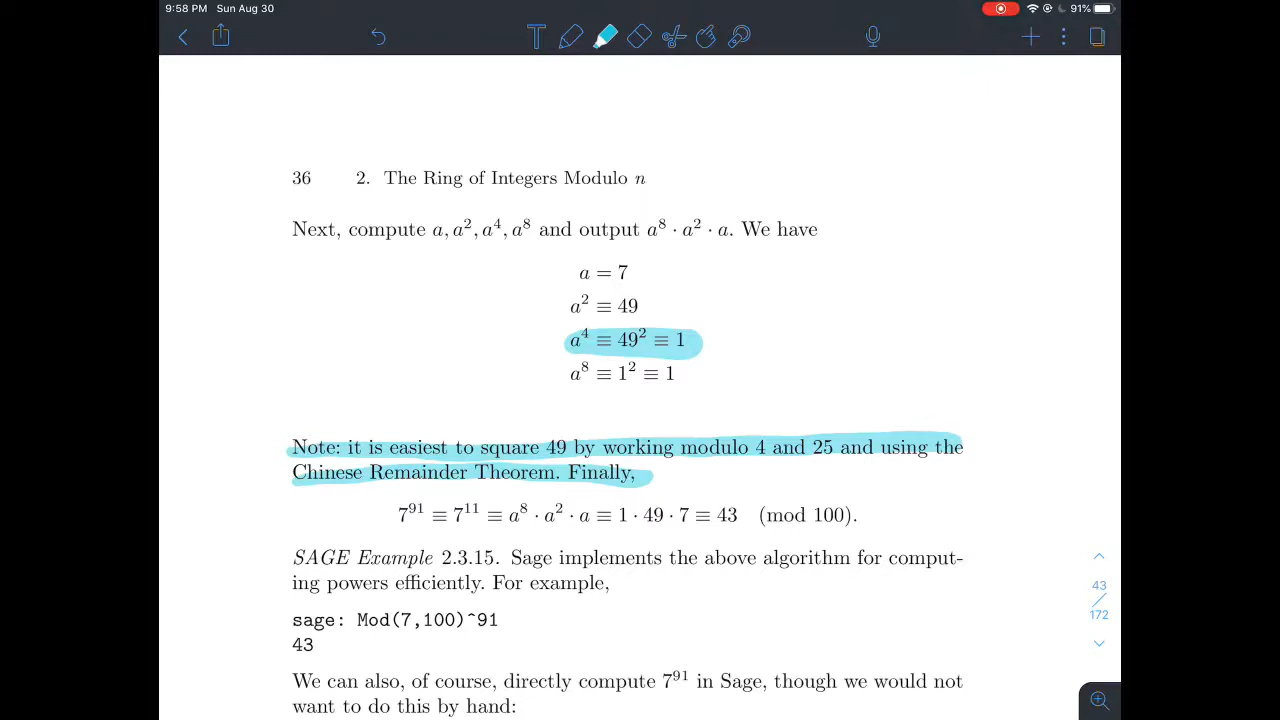 9:58 PM Sun Aug 30 91%
36 2. The Ring of Integers Modulo n
Next, compute a, a², a⁴, a⁸ and output a⁸ · a² · a. We have
a = 7
a² ≡ 49
a⁴ ≡ 49² ≡ 1
a⁸ ≡ 1² ≡ 1
Note: it is easiest to square 49 by working modulo 4 and 25 and using the
Chinese Remainder Theorem. Finally,
7⁹¹ ≡ 7¹¹ ≡ a⁸ · a² · a ≡ 1 · 49 · 7 ≡ 43 (mod 100).
SAGE Example 2.3.15. Sage implements the above algorithm for comput-
ing powers efficiently. For example,
sage: Mod(7,100)^91
43
We can also, of course, directly compute 7⁹¹ in Sage, though we would not
want to do this by hand:
43
172